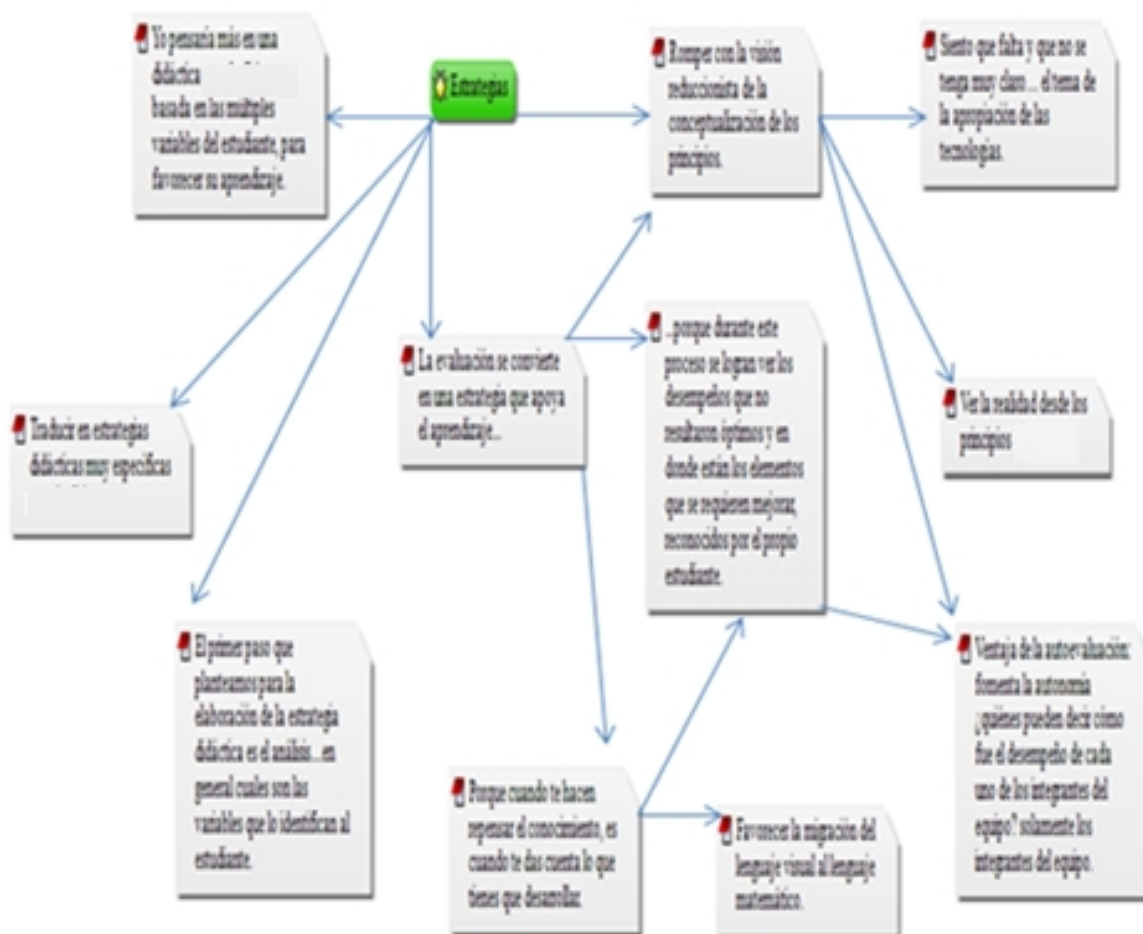 Yo pensaría más en una
didáctica
basada en las múltiples
variables del estudiante, para
favorecer su aprendizaje.
Estrategias
Romper con la visión
reduccionista de la
conceptualización de los
principios.
Siento que falta y que no se
tenga muy claro... el tema de
la apropiación de las
tecnologías.
La evaluación se convierte
en una estrategia que apoya
el aprendizaje...
...porque durante este
proceso se logran ver los
desempeños que no
resultaron óptimos y en
donde están los elementos
que se requieren mejorar,
reconocidos por el propio
estudiante.
Ver la realidad desde los
principios
Traducir en estrategias
didácticas muy específicas
El primer paso que
planteamos para la
elaboración de la estrategia
didáctica es el análisis...en
general cuales son las
variables que lo identifican al
estudiante.
Porque cuando te hacen
repensar el conocimiento, es
cuando te das cuenta lo que
tienes que desarrollar.
Favorecer la migración del
lenguaje visual al lenguaje
matemático.
Ventaja de la autoevaluación:
fomenta la autonomía
¿quiénes pueden decir cómo
fue el desempeño de cada
uno de los integrantes del
equipo? solamente los
integrantes del equipo.